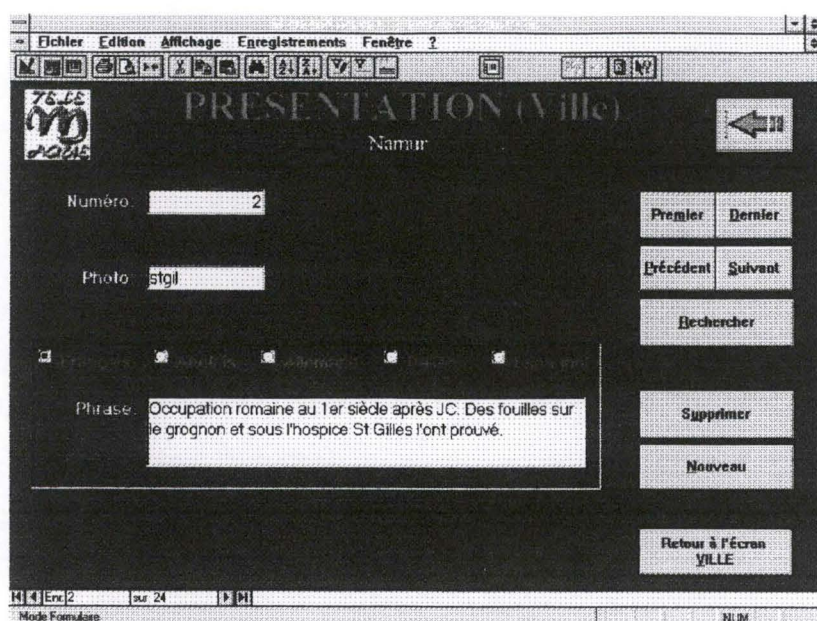 Fichier Edition Affichage Enregistrements Fenêtre ?
PRESENTATION (Ville)
Namur
Numéro: 2
Premier Dernier
Photo: stgil
Précédent Suivant
Rechercher
Français
Phrase: Occupation romaine au 1er siècle après JC. Des fouilles sur
le grognon et sous l'hospice St Gilles l'ont prouvé.
Supprimer
Nouveau
Retour à l'écran
VILLE
Enr: 2 sur 24
Mode Formulaire NUM